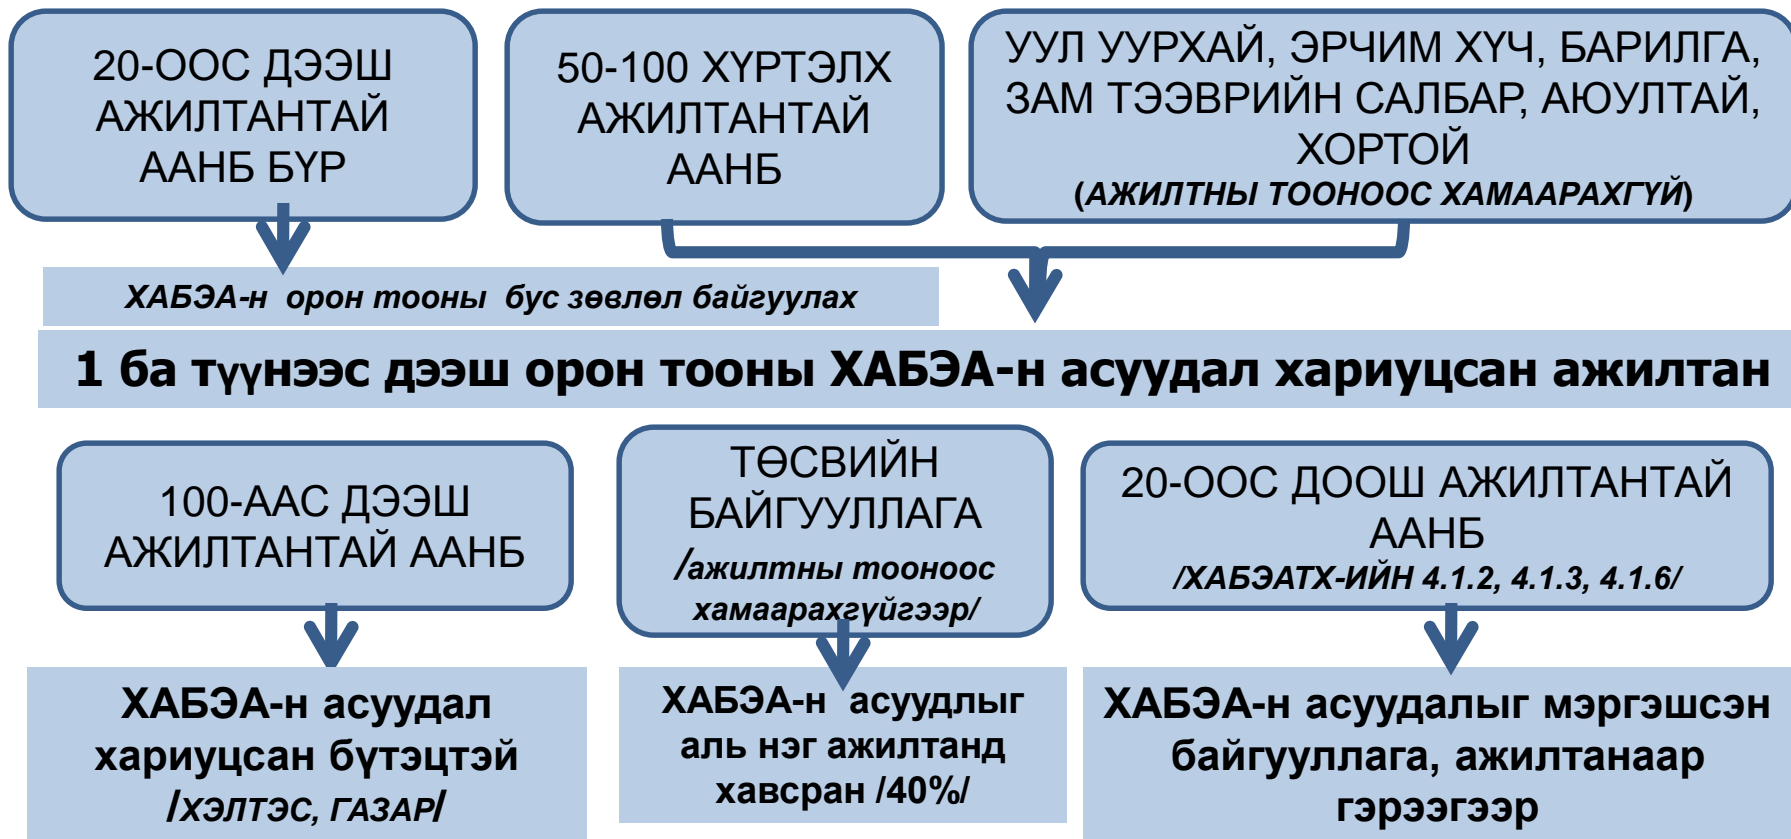 20-ООС ДЭЭШ
АЖИЛТАНТАЙ
ААНБ БҮР
50-100 ХҮРТЭЛХ
АЖИЛТАНТАЙ
ААНБ
УУЛ УУРХАЙ, ЭРЧИМ ХҮЧ, БАРИЛГА,
ЗАМ ТЭЭВРИЙН САЛБАР, АЮУЛТАЙ,
ХОРТОЙ
(АЖИЛТНЫ ТООНООС ХАМААРАХГҮЙ)
ХАБЭА-н орон тооны бус зөвлөл байгуулах
1 ба түүнээс дээш орон тооны ХАБЭА-н асуудал хариуцсан ажилтан
100-ААС ДЭЭШ
АЖИЛТАНТАЙ ААНБ
ТӨСВИЙН
БАЙГУУЛЛАГА
/ажилтны тооноос
хамаарахгүйгээр/
20-ООС ДООШ АЖИЛТАНТАЙ
ААНБ
/ХАБЭАТХ-ИЙН 4.1.2, 4.1.3, 4.1.6/
ХАБЭА-н асуудал
хариуцсан бүтэцтэй
/ХЭЛТЭС, ГАЗАР/
ХАБЭА-н асуудлыг
аль нэг ажилтанд
хавсран /40%/
ХАБЭА-н асуудалыг мэргэшсэн
байгууллага, ажилтанаар
гэрээгээр